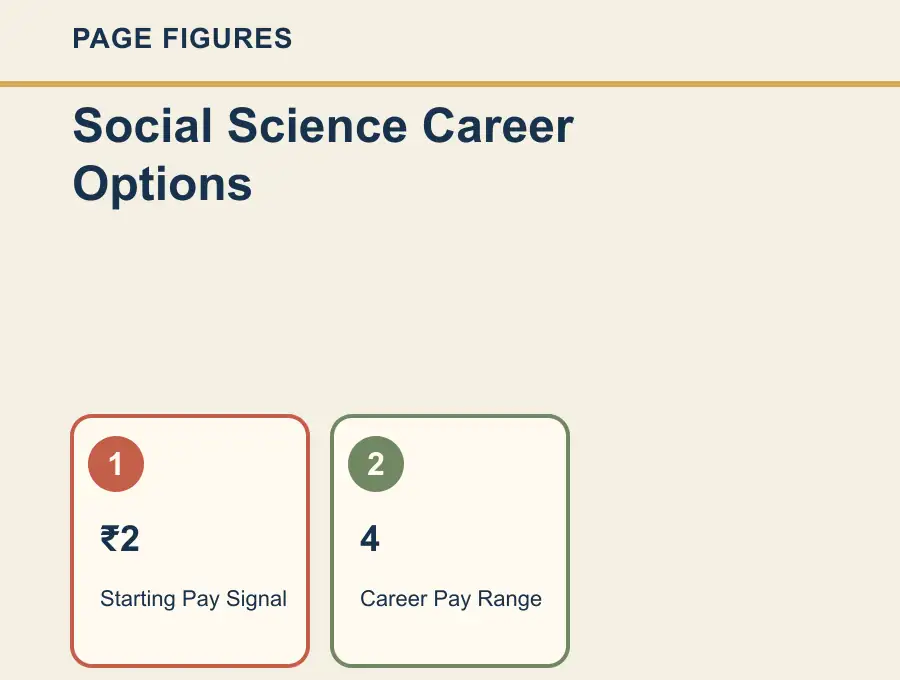 PAGE FIGURES
Social Science Career
Options
1
₹2
Starting Pay Signal
2
4
Career Pay Range